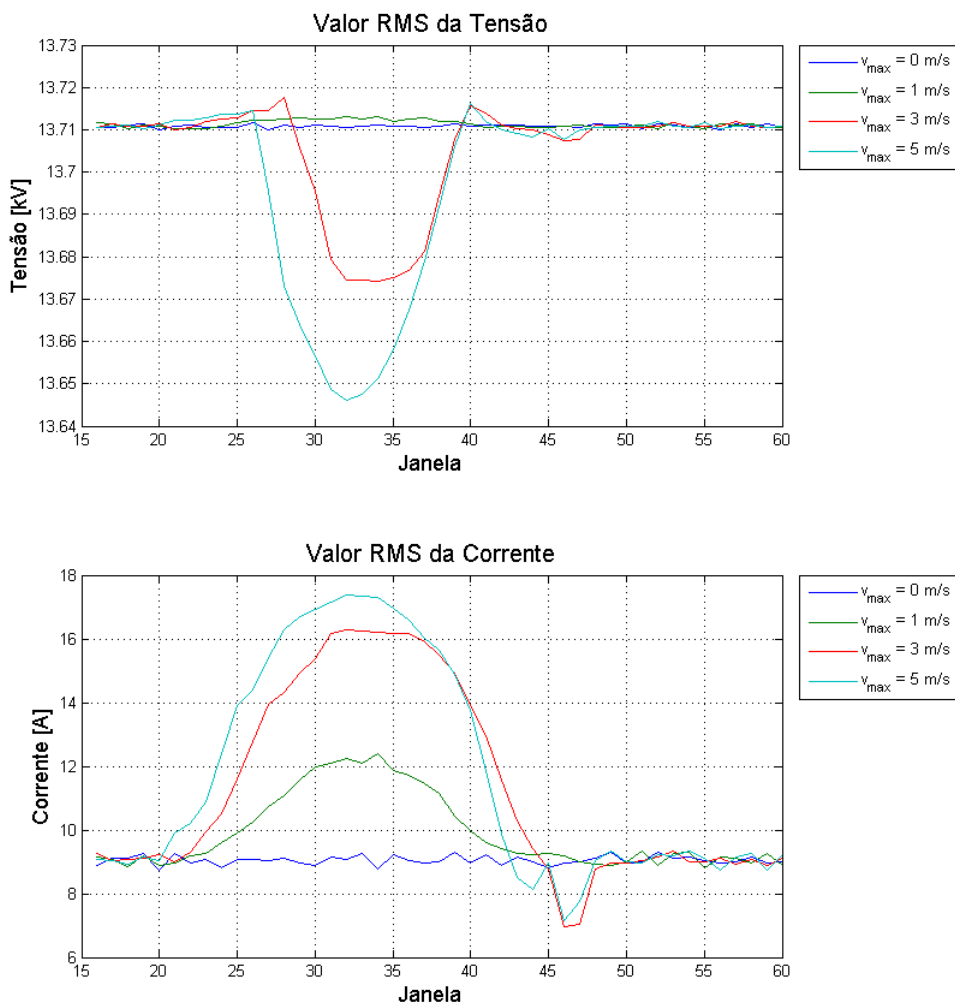 Valor RMS da Tensão
13.73
13.72
13.71
13.7
13.69
13.68
13.67
13.66
13.65
13.64
Tensão [kV]
15 20 25 30 35 40 45 50 55 60
Janela
v_max = 0 m/s
v_max = 1 m/s
v_max = 3 m/s
v_max = 5 m/s
Valor RMS da Corrente
18
16
14
12
10
8
6
Corrente [A]
15 20 25 30 35 40 45 50 55 60
Janela
v_max = 0 m/s
v_max = 1 m/s
v_max = 3 m/s
v_max = 5 m/s